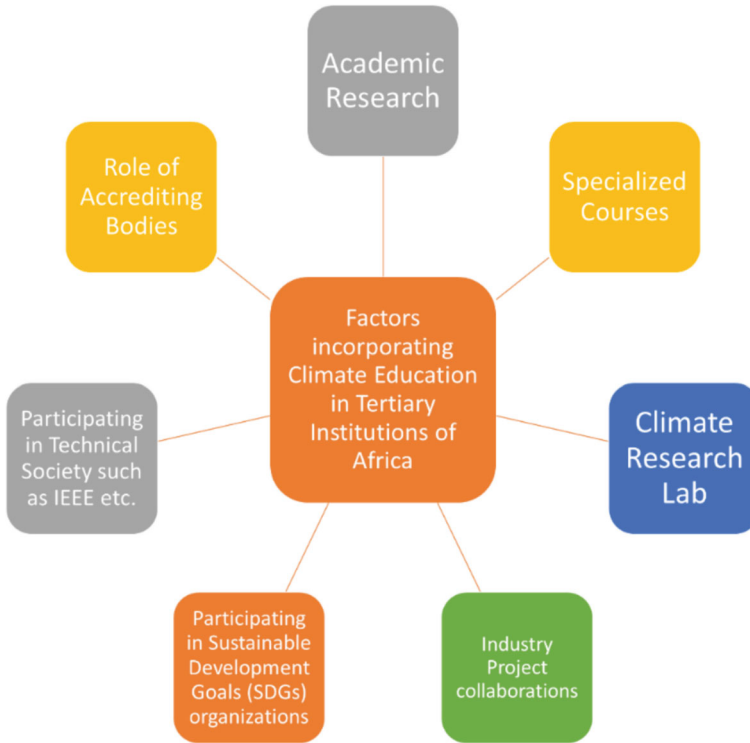 Academic
Research
Role of
Accrediting
Bodies
Specialized
Courses
Factors
incorporating
Climate Education
in Tertiary
Institutions of
Africa
Participating
in Technical
Society such
as IEEE etc.
Climate
Research
Lab
Participating
in Sustainable
Development
Goals (SDGs)
organizations
Industry
Project
collaborations